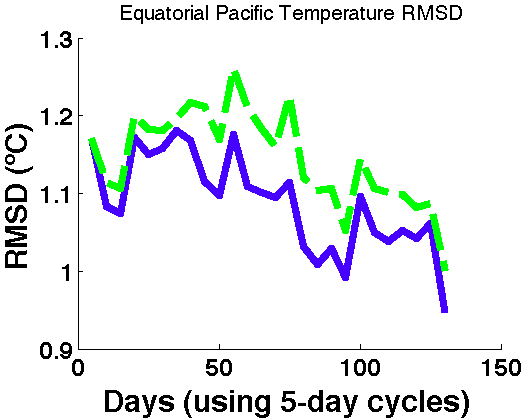 Equatorial Pacific Temperature RMSD
1.3
1.2
1.1
1
0.9
RMSD (°C)
0 50 100 150
Days (using 5-day cycles)